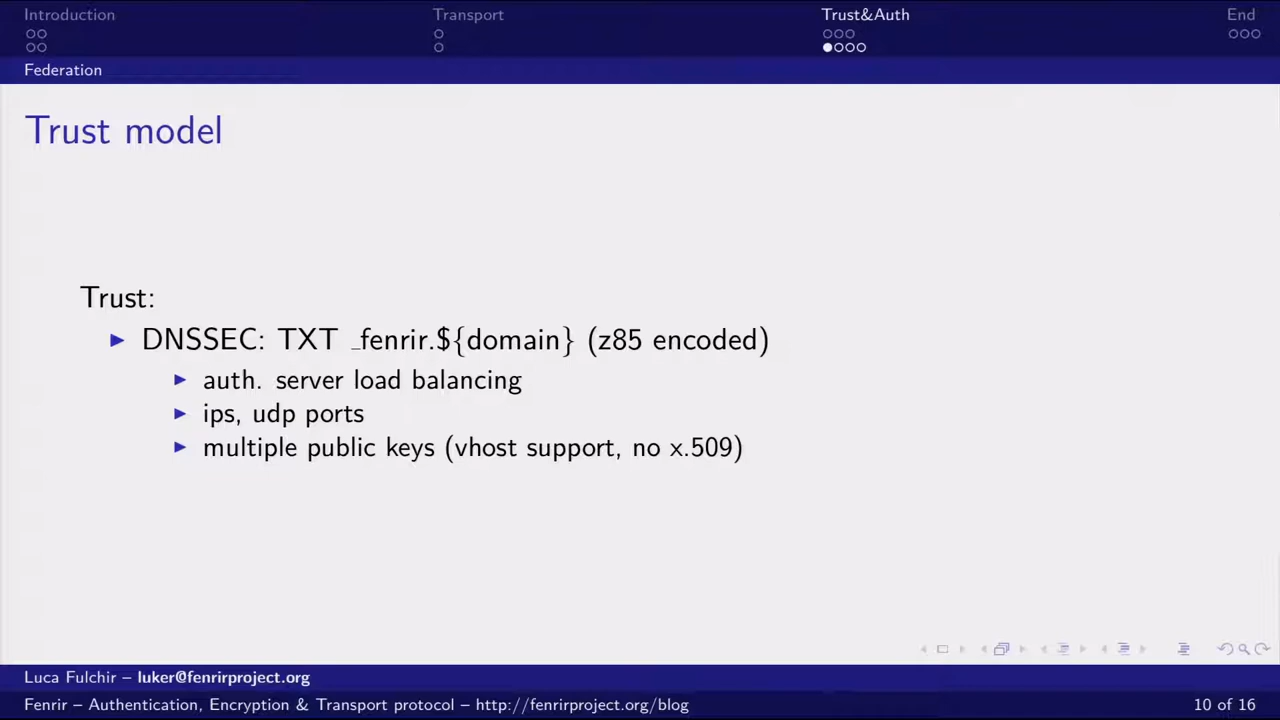 Introduction Transport Trust&Auth End
Federation
Trust model
Trust:
DNSSEC: TXT _fenrir.${domain} (z85 encoded)
auth. server load balancing
ips, udp ports
multiple public keys (vhost support, no x.509)
Luca Fulchir – luker@fenrirproject.org
Fenrir – Authentication, Encryption & Transport protocol – http://fenrirproject.org/blog 10 of 16